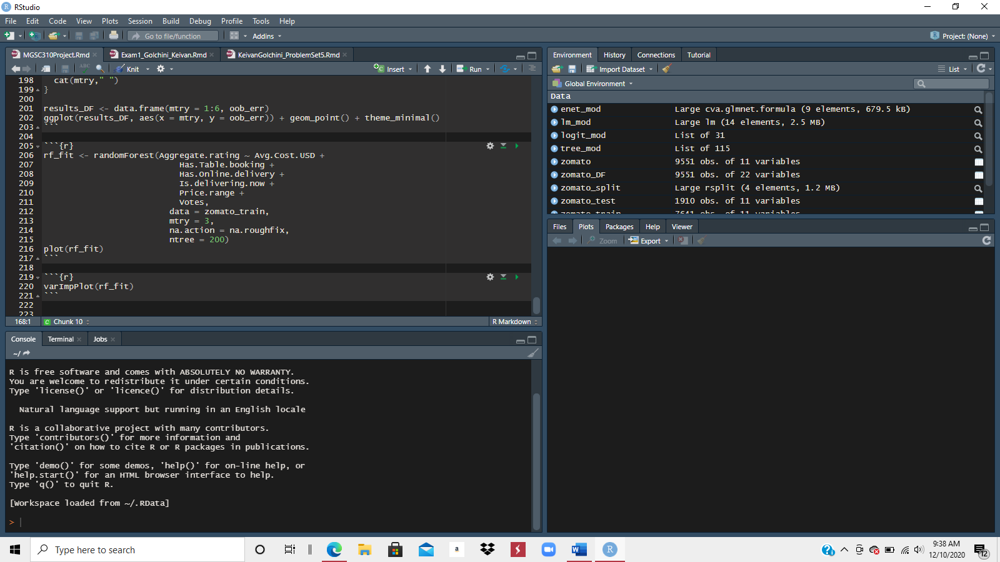 RStudio
File Edit Code View Plots Session Build Debug Profile Tools Help
Go to file/function Addins Project: (None)
MGSC310Project.Rmd Exam1_Golchini_Keivan.Rmd KeivanGolchini_ProblemSet5.Rmd
ABC Knit Insert Run
198 cat(mtry," ")
199 }
200
201 results_DF <- data.frame(mtry = 1:6, oob_err)
202 ggplot(results_DF, aes(x = mtry, y = oob_err)) + geom_point() + theme_minimal()
203 ```
204
205 ```{r}
206 rf_fit <- randomForest(Aggregate.rating ~ Avg.Cost.USD +
207 Has.Table.booking +
208 Has.Online.delivery +
209 Is.delivering.now +
210 Price.range +
211 Votes,
212 data = zomato_train,
213 mtry = 3,
214 na.action = na.roughfix,
215 ntree = 200)
216 plot(rf_fit)
217 ```
218
219 ```{r}
220 varImpPlot(rf_fit)
221 ```
222
223
168:1 C Chunk 10 R Markdown
Console Terminal Jobs
~/
R is free software and comes with ABSOLUTELY NO WARRANTY.
You are welcome to redistribute it under certain conditions.
Type 'license()' or 'licence()' for distribution details.
Natural language support but running in an English locale
R is a collaborative project with many contributors.
Type 'contributors()' for more information and
'citation()' on how to cite R or R packages in publications.
Type 'demo()' for some demos, 'help()' for on-line help, or
'help.start()' for an HTML browser interface to help.
Type 'q()' to quit R.
[Workspace loaded from ~/.RData]
>
Environment History Connections Tutorial
Import Dataset List
Global Environment
Data
enet_mod Large cva.glmnet.formula (9 elements, 679.5 kB)
lm_mod Large lm (14 elements, 2.5 MB)
logit_mod List of 31
tree_mod List of 115
zomato 9551 obs. of 11 variables
zomato_DF 9551 obs. of 22 variables
zomato_split Large rsplit (4 elements, 1.2 MB)
zomato_test 1910 obs. of 11 variables
zomato_train 7641 obs. of 11 variables
Files Plots Packages Help Viewer
Zoom Export
Type here to search
9:38 AM
12/10/2020
12